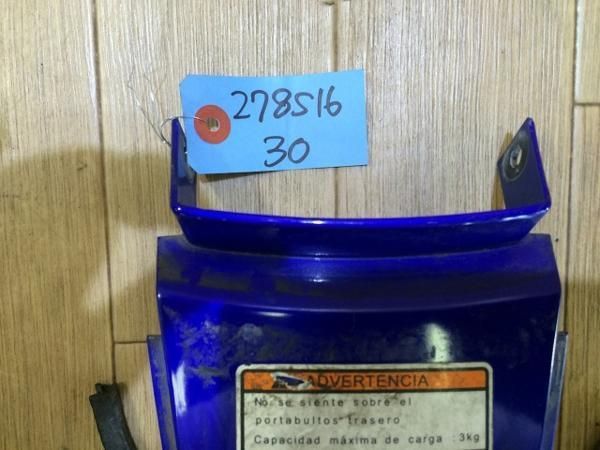 278516
30
ADVERTENCIA
No se siente sobre el
portabultos trasero
Capacidad máxima de carga :3kg